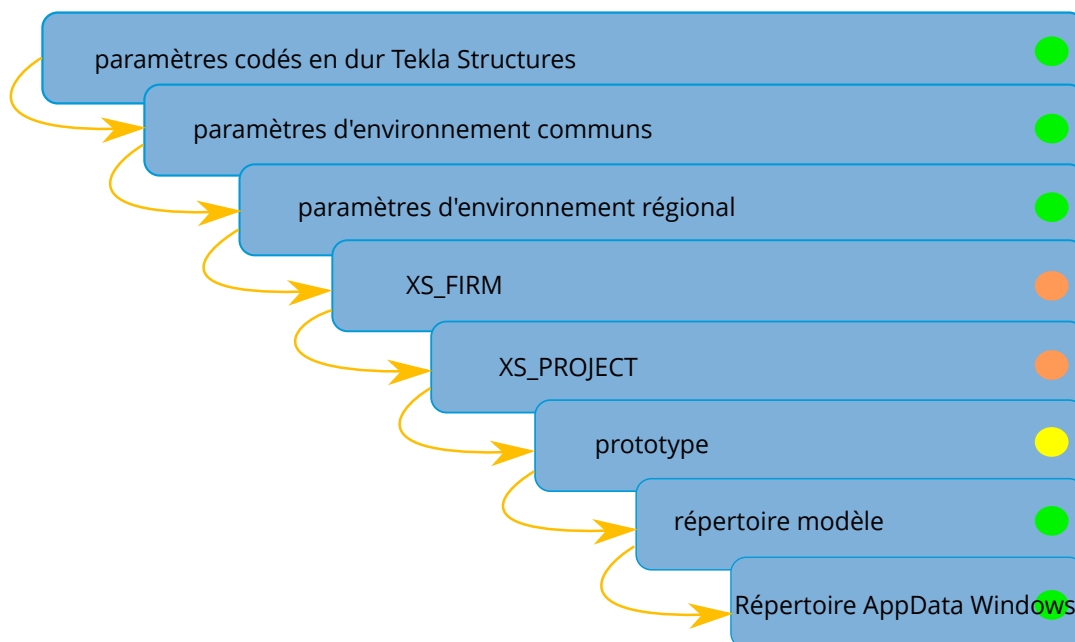 paramètres codés en dur Tekla Structures
paramètres d'environnement communs
paramètres d'environnement régional
XS_FIRM
XS_PROJECT
prototype
répertoire modèle
Répertoire AppData Windows